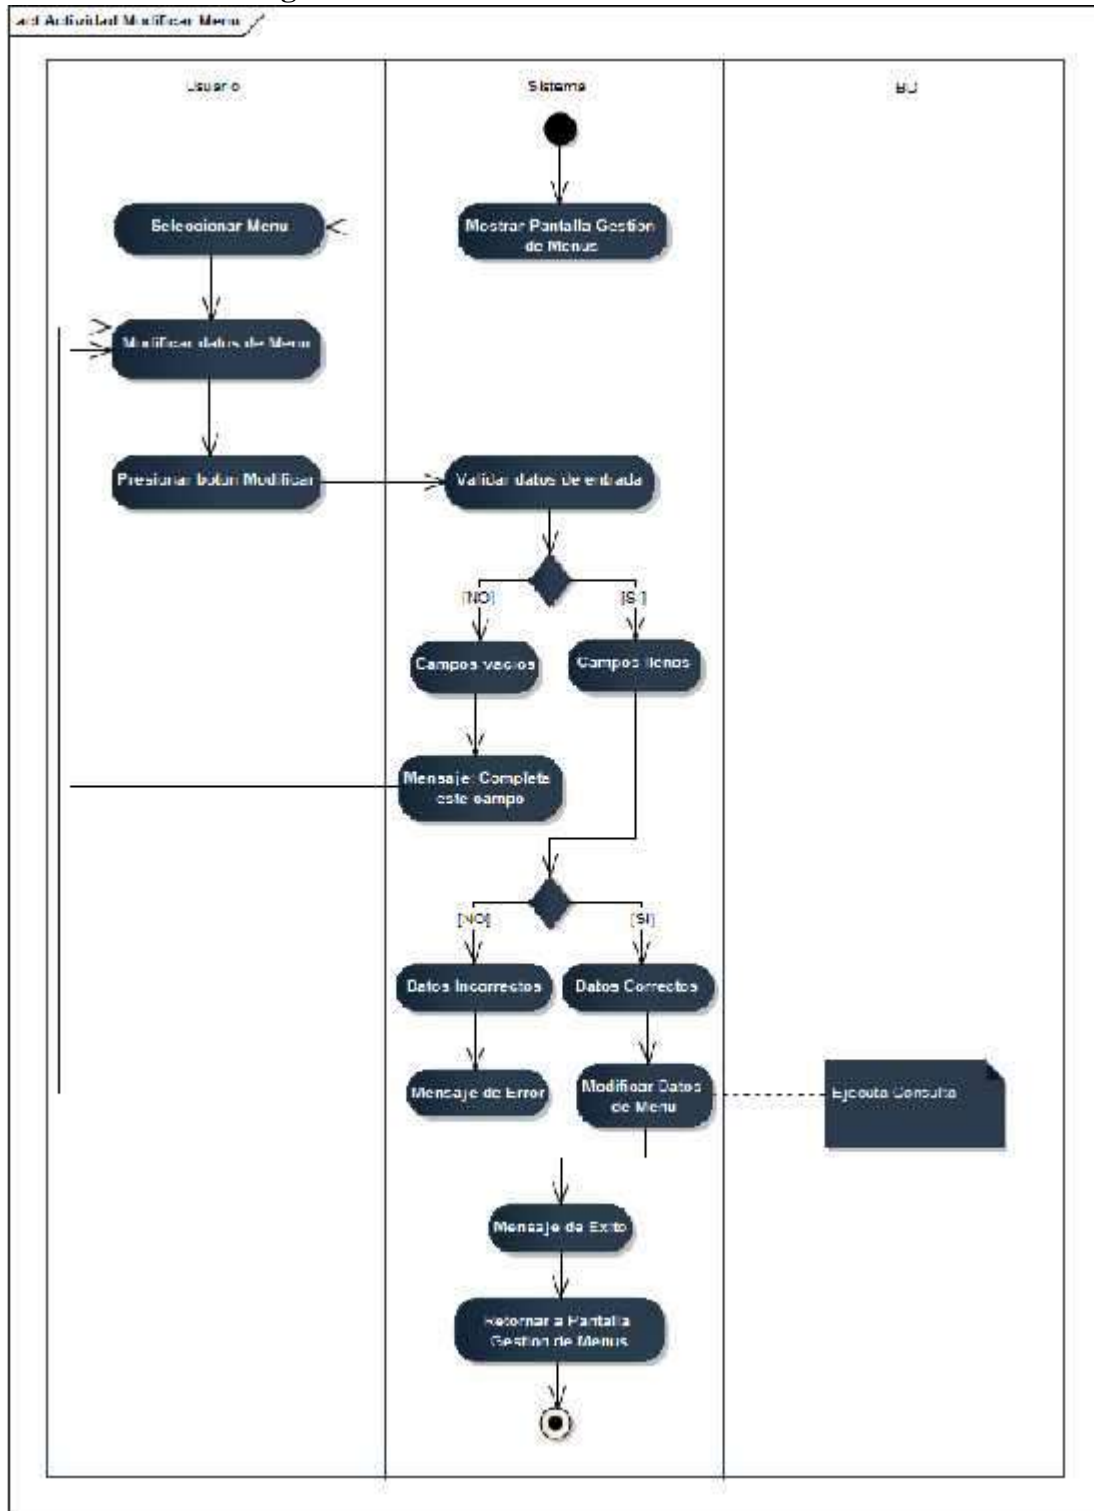 act Actividad Modificar Menu
Usuario
Sistema
BD
Seleccionar Menu
Mostrar Pantalla Gestion
de Menus
Modificar datos de Menu
Presionar boton Modificar
Validar datos de entrada
[NO]
[SI]
Campos vacios
Campos llenos
Mensaje: Completa
este campo
[NO]
[SI]
Datos Incorrectos
Datos Correctos
Mensaje de Error
Modificar Datos
de Menu
Ejecuta Consulta
Mensaje de Exito
Retornar a Pantalla
Gestion de Menus